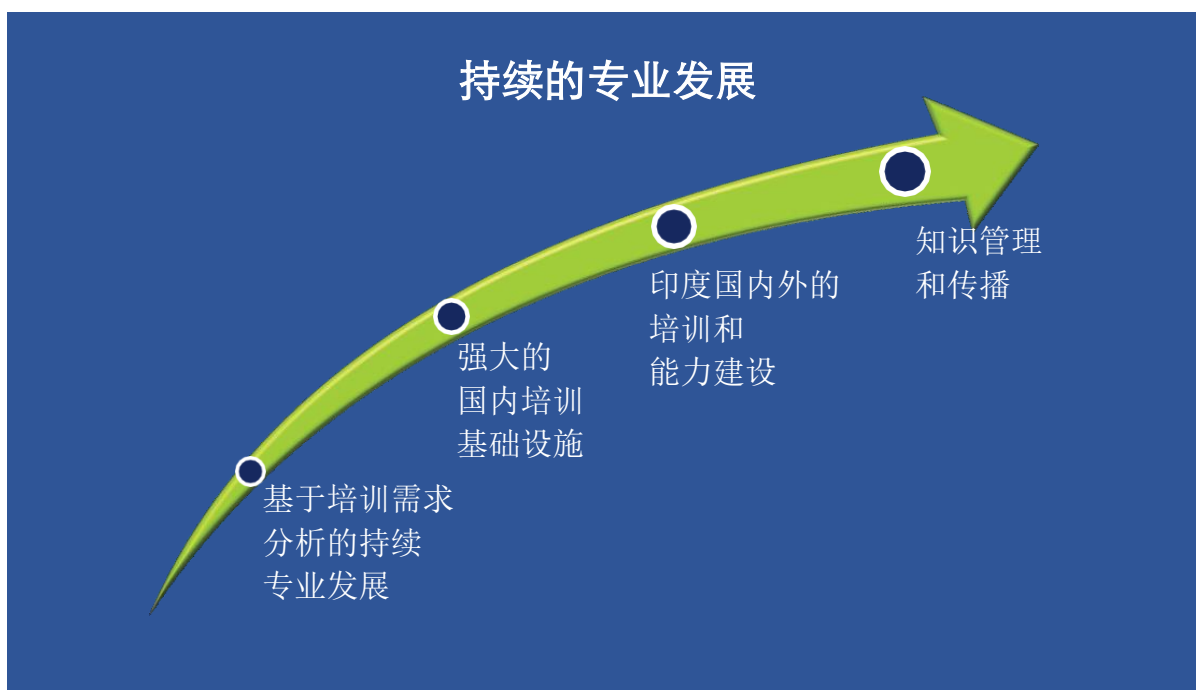 持续的专业发展
知识管理
和传播
印度国内外的
培训和
能力建设
强大的
国内培训
基础设施
基于培训需求
分析的持续
专业发展